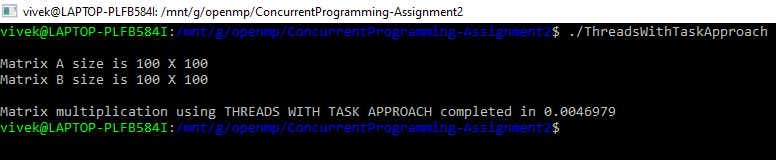 vivek@LAPTOP-PLFB584I: /mnt/g/openmp/ConcurrentProgramming-Assignment2
vivek@LAPTOP-PLFB584I:/mnt/g/openmp/ConcurrentProgramming-Assignment2$ ./ThreadsWithTaskApproach
Matrix A size is 100 X 100
Matrix B size is 100 X 100
Matrix multiplication using THREADS WITH TASK APPROACH completed in 0.0046979
vivek@LAPTOP-PLFB584I:/mnt/g/openmp/ConcurrentProgramming-Assignment2$